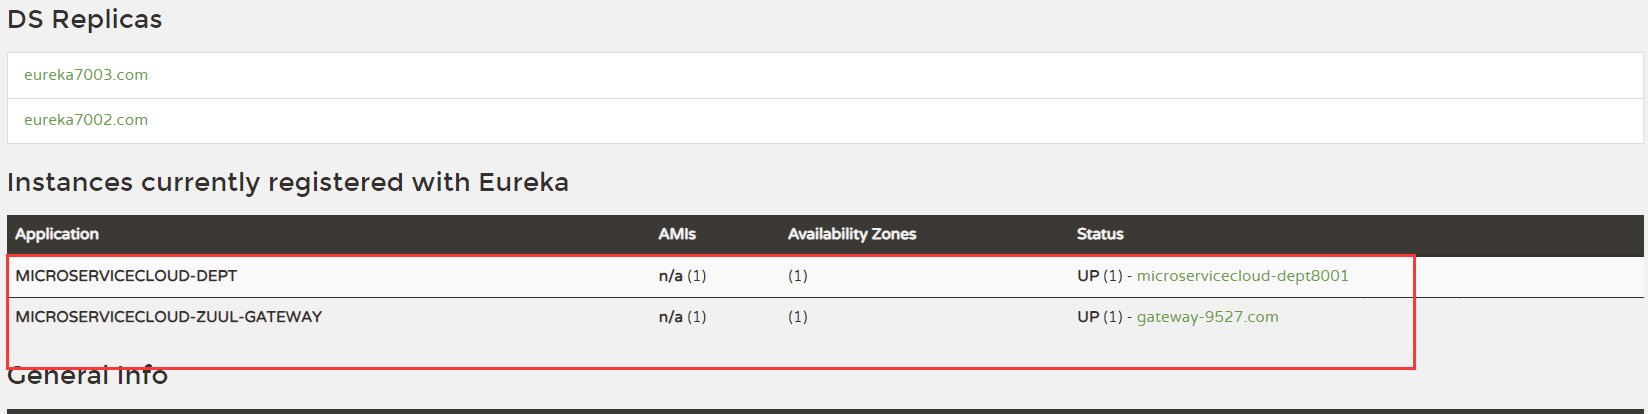 DS Replicas
eureka7003.com
eureka7002.com
Instances currently registered with Eureka
Application AMIs Availability Zones Status
MICROSERVICECLOUD-DEPT n/a (1) (1) UP (1) - microservicecloud-dept8001
MICROSERVICECLOUD-ZUUL-GATEWAY n/a (1) (1) UP (1) - gateway-9527.com
General Info